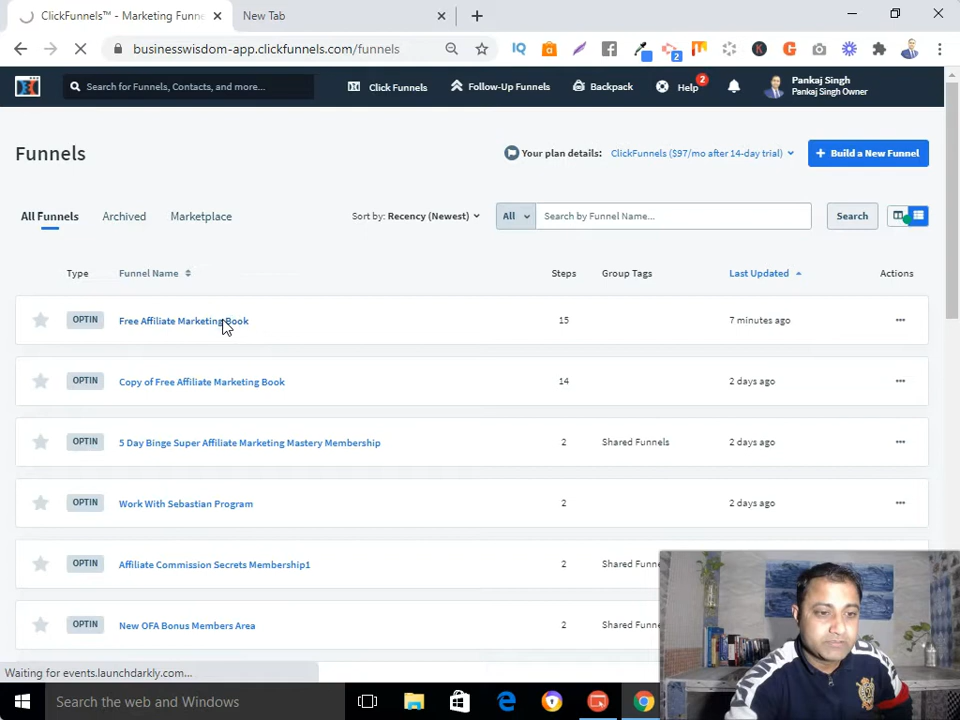 ClickFunnels™ - Marketing Funne
New Tab
businesswisdom-app.clickfunnels.com/funnels
2
Search for Funnels, Contacts, and more...
Click Funnels
Follow-Up Funnels
Backpack
Help
2
Pankaj Singh
Pankaj Singh Owner
Funnels
Your plan details:
ClickFunnels ($97/mo after 14-day trial)
+ Build a New Funnel
All Funnels
Archived
Marketplace
Sort by: Recency (Newest)
All
Search by Funnel Name...
Search
Type
Funnel Name
Steps
Group Tags
Last Updated
Actions
OPTIN
Free Affiliate Marketing Book
15
7 minutes ago
OPTIN
Copy of Free Affiliate Marketing Book
14
2 days ago
OPTIN
5 Day Binge Super Affiliate Marketing Mastery Membership
2
Shared Funnels
2 days ago
OPTIN
Work With Sebastian Program
2
2 days ago
OPTIN
Affiliate Commission Secrets Membership1
2
Shared Funne
OPTIN
New OFA Bonus Members Area
2
Shared Funne
Waiting for events.launchdarkly.com...
Search the web and Windows